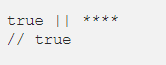 true || ****
// true